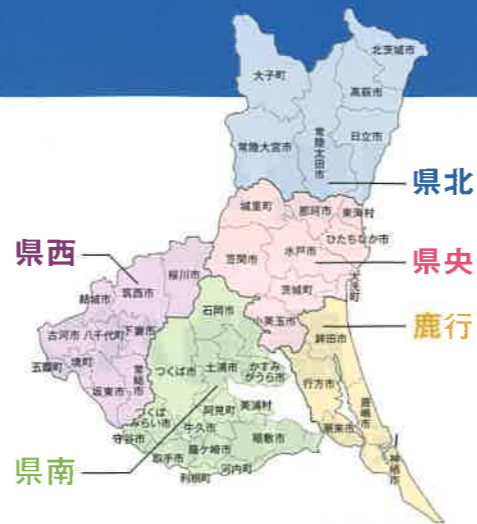 北茨城市
大子町
高萩市
常陸大宮市
常陸太田市
日立市
県北
城里町
那珂市
東海村
ひたちなか市
笠間市
水戸市
県央
大洗町
茨城町
小美玉市
県西
桜川市
筑西市
結城市
古河市
八千代町
下妻市
五霞町
境町
常総市
坂東市
鹿行
鉾田市
行方市
鹿嶋市
潮来市
神栖市
石岡市
つくば市
土浦市
かすみ
がうら市
つくば
みらい市
阿見町
美浦村
守谷市
牛久市
稲敷市
取手市
龍ケ崎市
利根町
河内町
県南